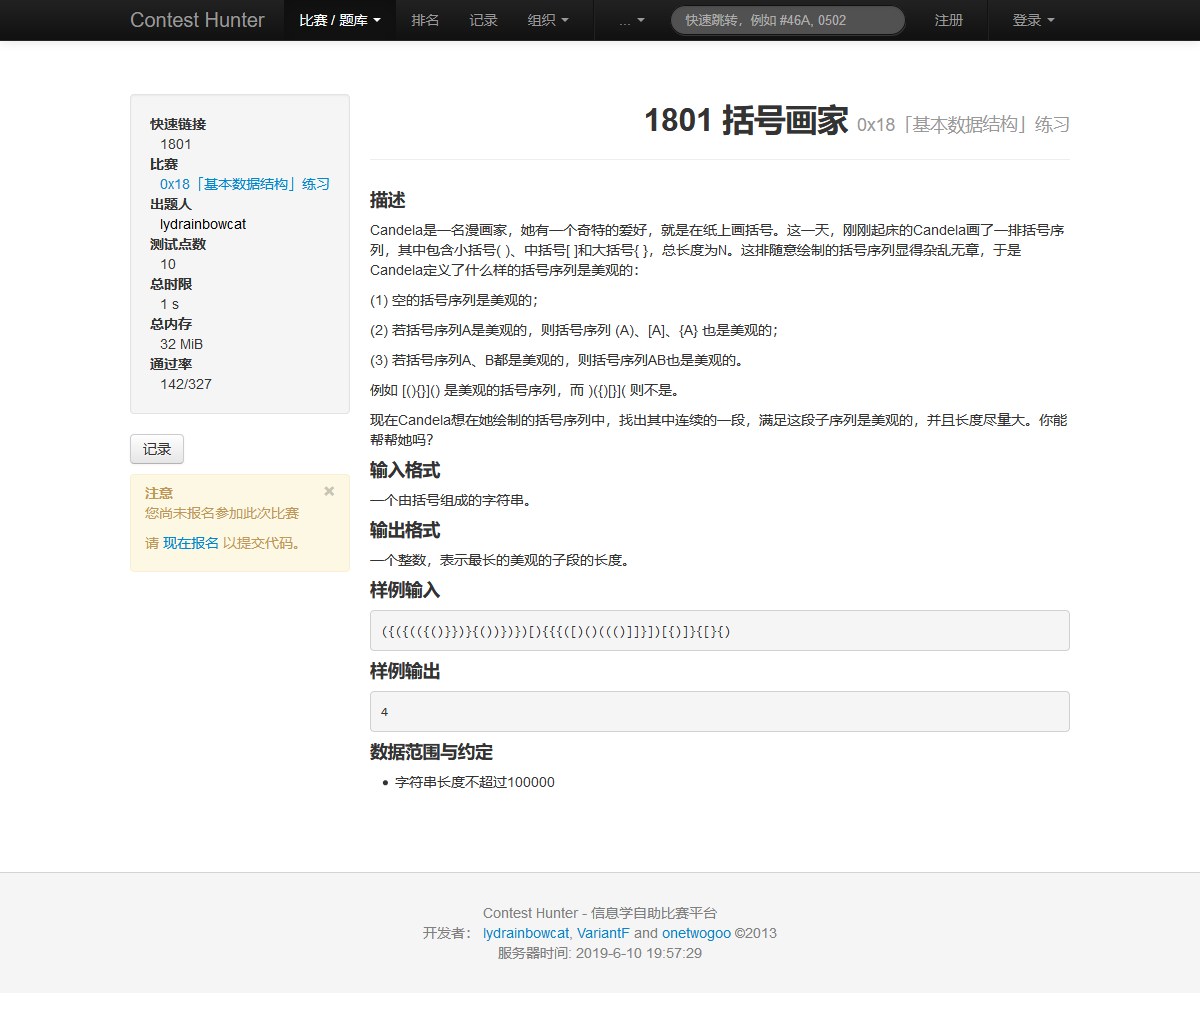 Contest Hunter 比赛 / 题库 排名 记录 组织 ... 快速跳转，例如 #46A, 0502 注册 登录
快速链接
1801
比赛
0x18「基本数据结构」练习
出题人
lydrainbowcat
测试点数
10
总时限
1 s
总内存
32 MiB
通过率
142/327
记录
×
注意
您尚未报名参加此次比赛
请 现在报名 以提交代码。
1801 括号画家 0x18「基本数据结构」练习
描述
Candela是一名漫画家，她有一个奇特的爱好，就是在纸上画括号。这一天，刚刚起床的Candela画了一排括号序
列，其中包含小括号( )、中括号[ ]和大括号{ }，总长度为N。这排随意绘制的括号序列显得杂乱无章，于是
Candela定义了什么样的括号序列是美观的：
(1) 空的括号序列是美观的；
(2) 若括号序列A是美观的，则括号序列 (A)、[A]、{A} 也是美观的；
(3) 若括号序列A、B都是美观的，则括号序列AB也是美观的。
例如 [(){}]() 是美观的括号序列，而 )({)[}]( 则不是。
现在Candela想在她绘制的括号序列中，找出其中连续的一段，满足这段子序列是美观的，并且长度尽量大。你能
帮帮她吗？
输入格式
一个由括号组成的字符串。
输出格式
一个整数，表示最长的美观的子段的长度。
样例输入
({({(({()}})}{())})})[){{{([)()((()]]}])[{)]}{[}{)
样例输出
4
数据范围与约定
• 字符串长度不超过100000
Contest Hunter - 信息学自助比赛平台
开发者： lydrainbowcat, VariantF and onetwogoo ©2013
服务器时间: 2019-6-10 19:57:29